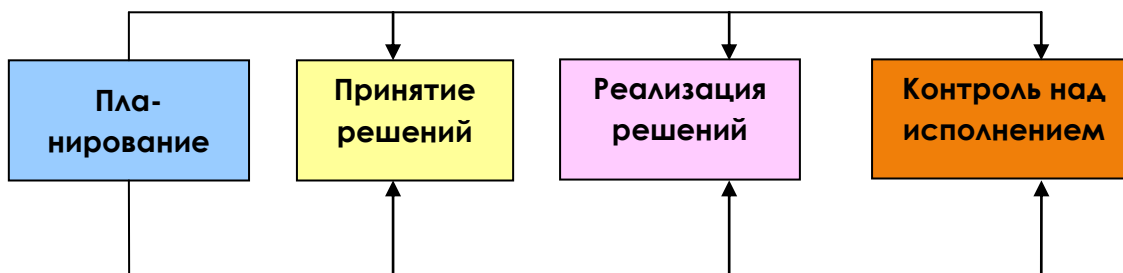 Пла-
нирование
Принятие
решений
Реализация
решений
Контроль над
исполнением